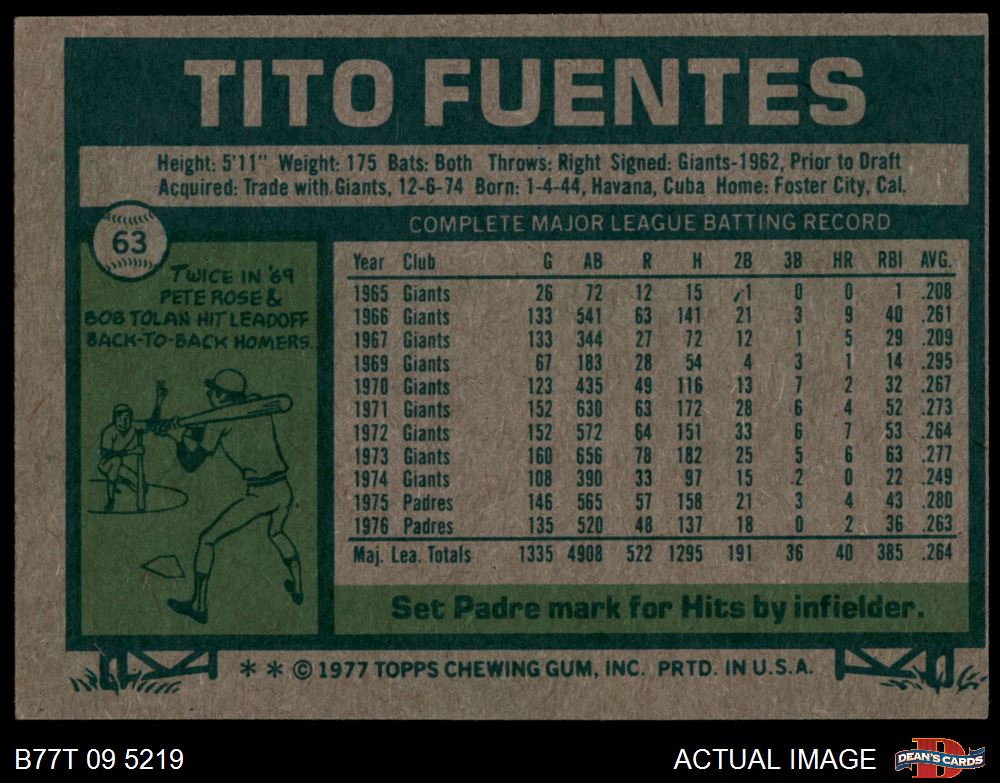 TITO FUENTES
Height: 5'11" Weight: 175 Bats: Both Throws: Right Signed: Giants-1962, Prior to Draft
Acquired: Trade with Giants, 12-6-74 Born: 1-4-44, Havana, Cuba Home: Foster City, Cal.
63
TWICE IN '69
PETE ROSE &
BOB TOLAN HIT LEADOFF
BACK-TO-BACK HOMERS.
COMPLETE MAJOR LEAGUE BATTING RECORD
Year Club G AB R H 2B 3B HR RBI AVG.
1965 Giants 26 72 12 15 1 0 0 1 .208
1966 Giants 133 541 63 141 21 3 9 40 .261
1967 Giants 133 344 27 72 12 1 5 29 .209
1969 Giants 67 183 28 54 4 3 1 14 .295
1970 Giants 123 435 49 116 13 7 2 32 .267
1971 Giants 152 630 63 172 28 6 4 52 .273
1972 Giants 152 572 64 151 33 6 7 53 .264
1973 Giants 160 656 78 182 25 5 6 63 .277
1974 Giants 108 390 33 97 15 2 0 22 .249
1975 Padres 146 565 57 158 21 3 4 43 .280
1976 Padres 135 520 48 137 18 0 2 36 .263
Maj. Lea. Totals 1335 4908 522 1295 191 36 40 385 .264
Set Padre mark for Hits by infielder.
* * © 1977 TOPPS CHEWING GUM, INC. PRTD. IN U.S.A.
B77T 09 5219
ACTUAL IMAGE
D
DEAN'S CARDS